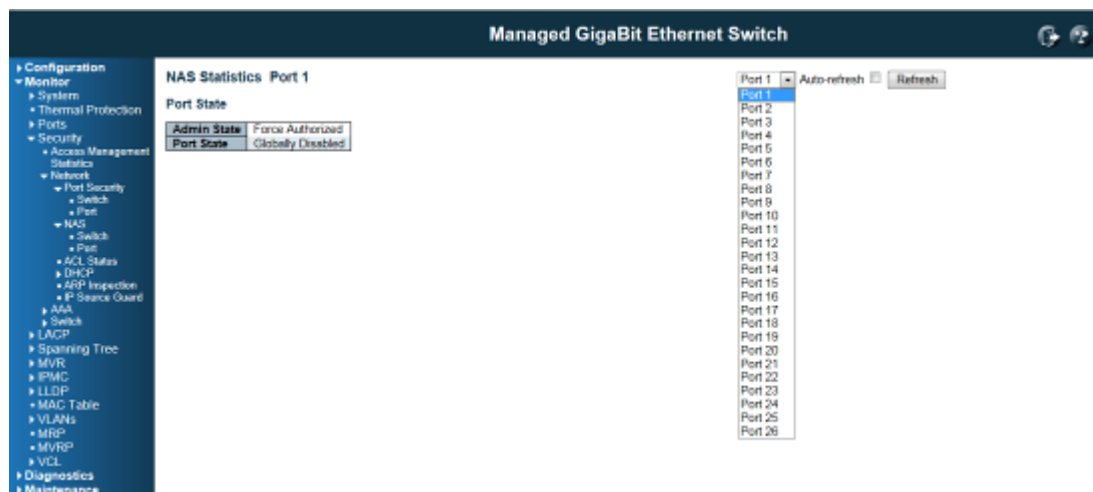 Managed GigaBit Ethernet Switch
Configuration
Monitor
System
Thermal Protection
Ports
Security
Access Management
Statistics
Network
Port Security
Switch
Port
NAS
Switch
Port
ACL Status
DHCP
ARP Inspection
IP Source Guard
AAA
Switch
LACP
Spanning Tree
MVR
IPMC
LLDP
MAC Table
VLANs
MRP
MVRP
VCL
Diagnostics
Maintenance
NAS Statistics Port 1
Port State
Admin State Force Authorized
Port State Globally Disabled
Port 1 Auto-refresh Refresh
Port 1
Port 2
Port 3
Port 4
Port 5
Port 6
Port 7
Port 8
Port 9
Port 10
Port 11
Port 12
Port 13
Port 14
Port 15
Port 16
Port 17
Port 18
Port 19
Port 20
Port 21
Port 22
Port 23
Port 24
Port 25
Port 26